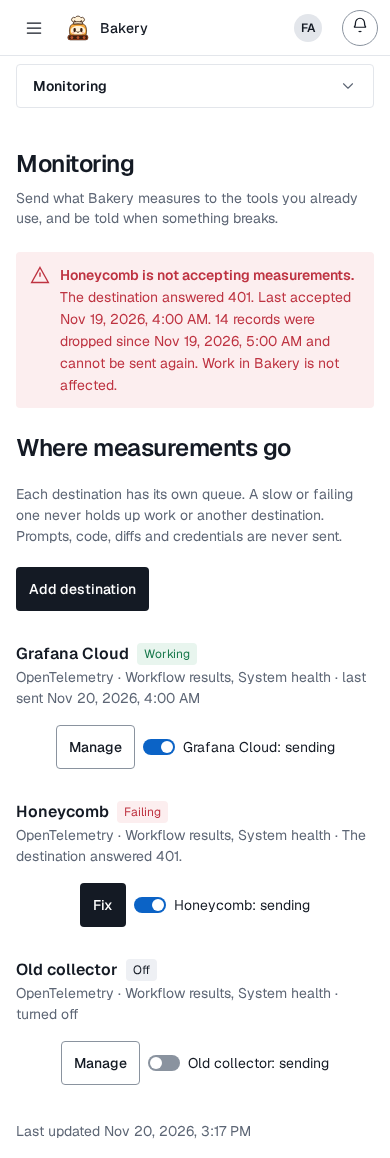 Bakery
FA
Monitoring
Monitoring
Send what Bakery measures to the tools you already
use, and be told when something breaks.
Honeycomb is not accepting measurements.
The destination answered 401. Last accepted
Nov 19, 2026, 4:00 AM. 14 records were
dropped since Nov 19, 2026, 5:00 AM and
cannot be sent again. Work in Bakery is not
affected.
Where measurements go
Each destination has its own queue. A slow or failing
one never holds up work or another destination.
Prompts, code, diffs and credentials are never sent.
Add destination
Grafana Cloud Working
OpenTelemetry · Workflow results, System health · last
sent Nov 20, 2026, 4:00 AM
Manage Grafana Cloud: sending
Honeycomb Failing
OpenTelemetry · Workflow results, System health · The
destination answered 401.
Fix Honeycomb: sending
Old collector Off
OpenTelemetry · Workflow results, System health ·
turned off
Manage Old collector: sending
Last updated Nov 20, 2026, 3:17 PM